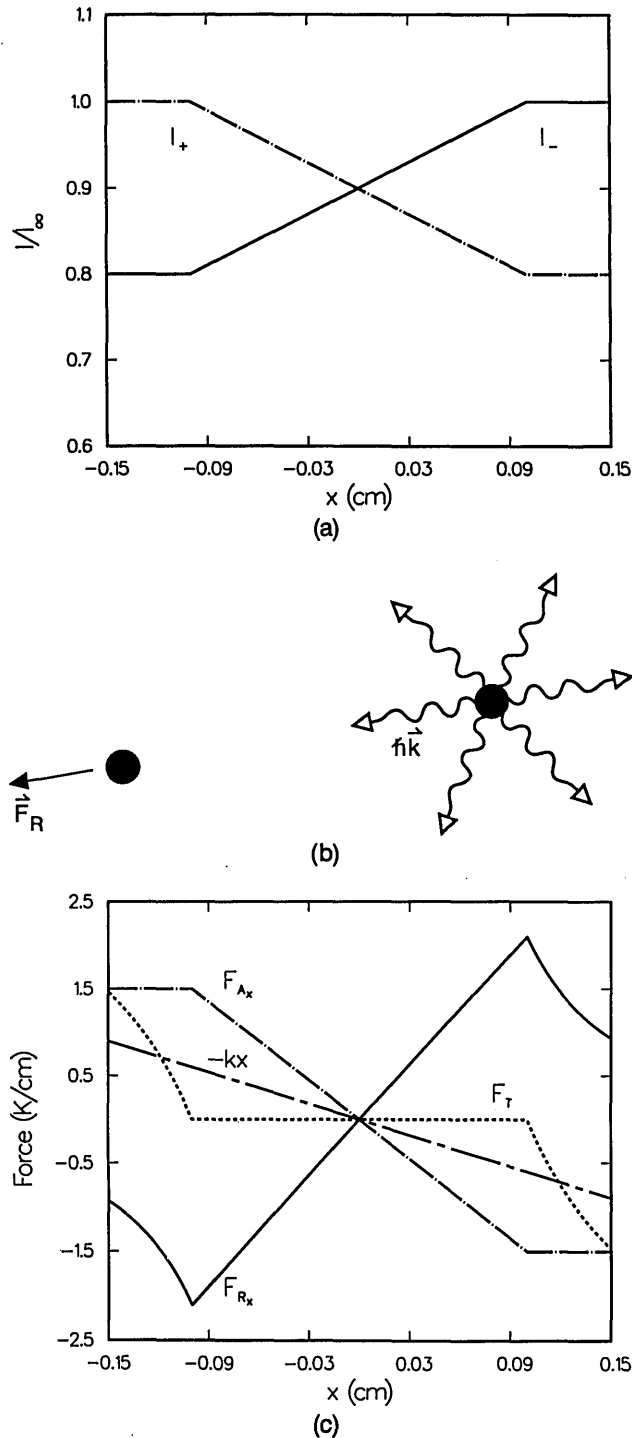 1.1
1.0
0.9
0.8
0.7
0.6
I/I∞
I+
I−
−0.15 −0.09 −0.03 0.03 0.09 0.15
x (cm)
(a)
ħk⃗
F⃗R
(b)
2.5
1.5
0.5
−0.5
−1.5
−2.5
Force (K/cm)
FAx
−kx
FT
FRx
−0.15 −0.09 −0.03 0.03 0.09 0.15
x (cm)
(c)